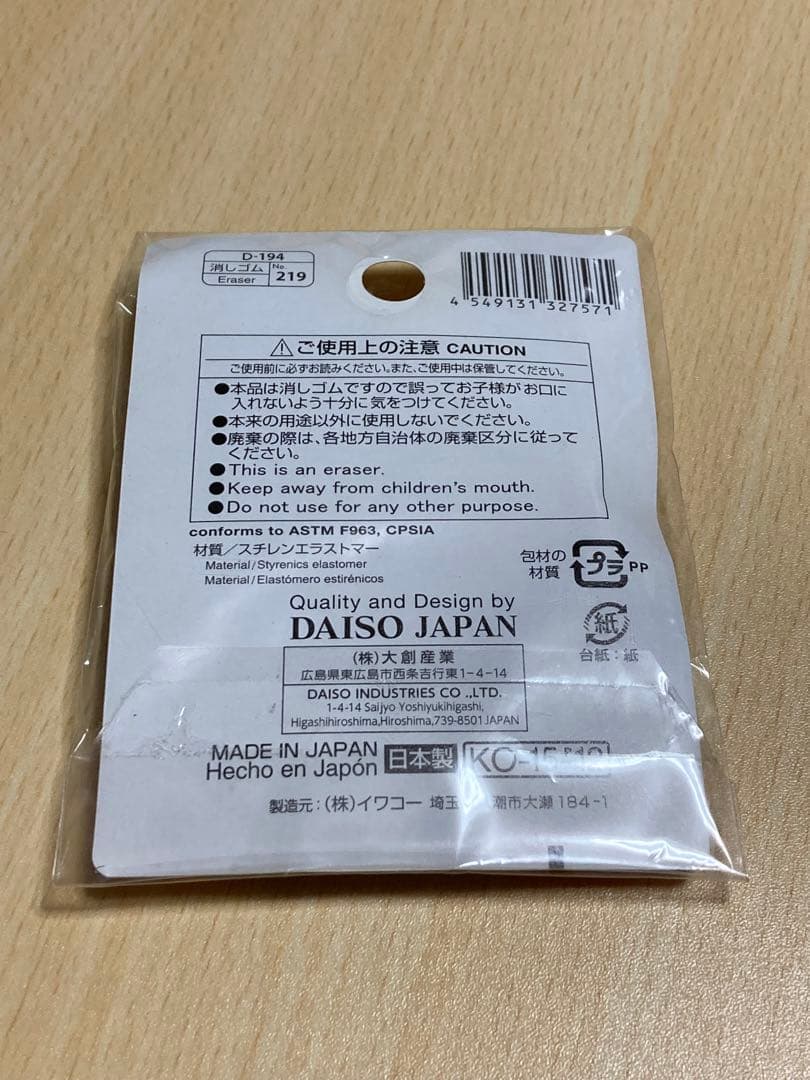 D-194
消しゴム No.
Eraser 219
4 549131 327571
ご使用上の注意 CAUTION
ご使用前に必ずお読みください。また、ご使用中は保管してください。
●本品は消しゴムですので誤ってお子様がお口に
入れないよう十分に気をつけてください。
●本来の用途以外に使用しないでください。
●廃棄の際は、各地方自治体の廃棄区分に従って
ください。
●This is an eraser.
●Keep away from children's mouth.
●Do not use for any other purpose.
conforms to ASTM F963, CPSIA
材質/スチレンエラストマー
Material/Styrenics elastomer
Material/Elastómero estirénicos
包材の
材質
プラ PP
紙
台紙：紙
Quality and Design by
DAISO JAPAN
(株)大創産業
広島県東広島市西条吉行東1-4-14
DAISO INDUSTRIES CO.,LTD.
1-4-14 Saijyo Yoshiyukihigashi,
Higashihiroshima,Hiroshima,739-8501 JAPAN
MADE IN JAPAN
Hecho en Japón
日本製
製造元：(株)イワコー 埼玉 潮市大瀬184-1